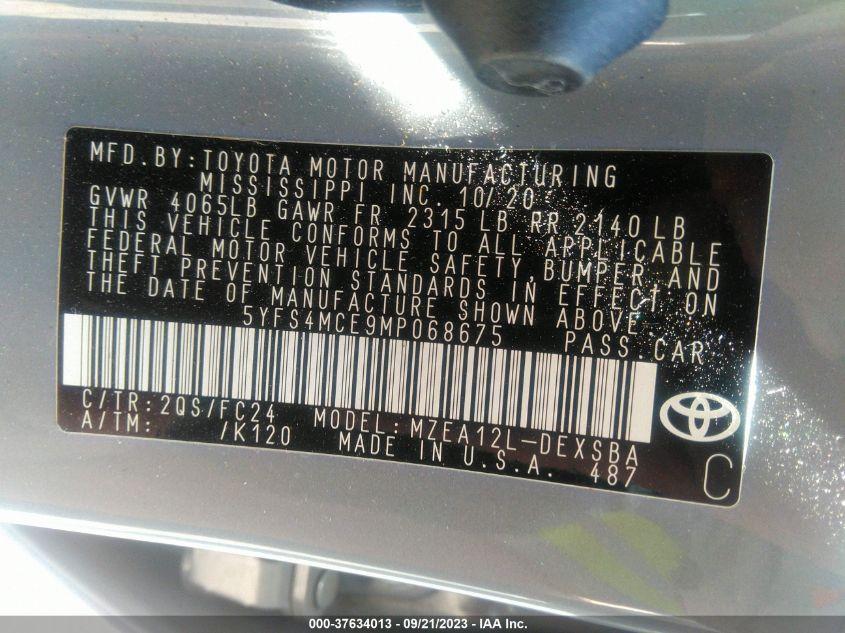 MFD.BY:TOYOTA MOTOR MANUFACTURING
MISSISSIPPI INC. 10/20
GVWR 4065LB GAWR FR 2315 LB RR 2140 LB
THIS VEHICLE CONFORMS TO ALL APPLICABLE
FEDERAL MOTOR VEHICLE SAFETY BUMPER AND
THEFT PREVENTION STANDARDS IN EFFECT ON
THE DATE OF MANUFACTURE SHOWN ABOVE.
5YFS4MCE9MP068675 PASS.CAR
C/TR:2QS/FC24 MODEL:MZEA12L-DEXSBA
A/TM: /K120 MADE IN U.S.A. 487
C
000-37634013 - 09/21/2023 - IAA Inc.